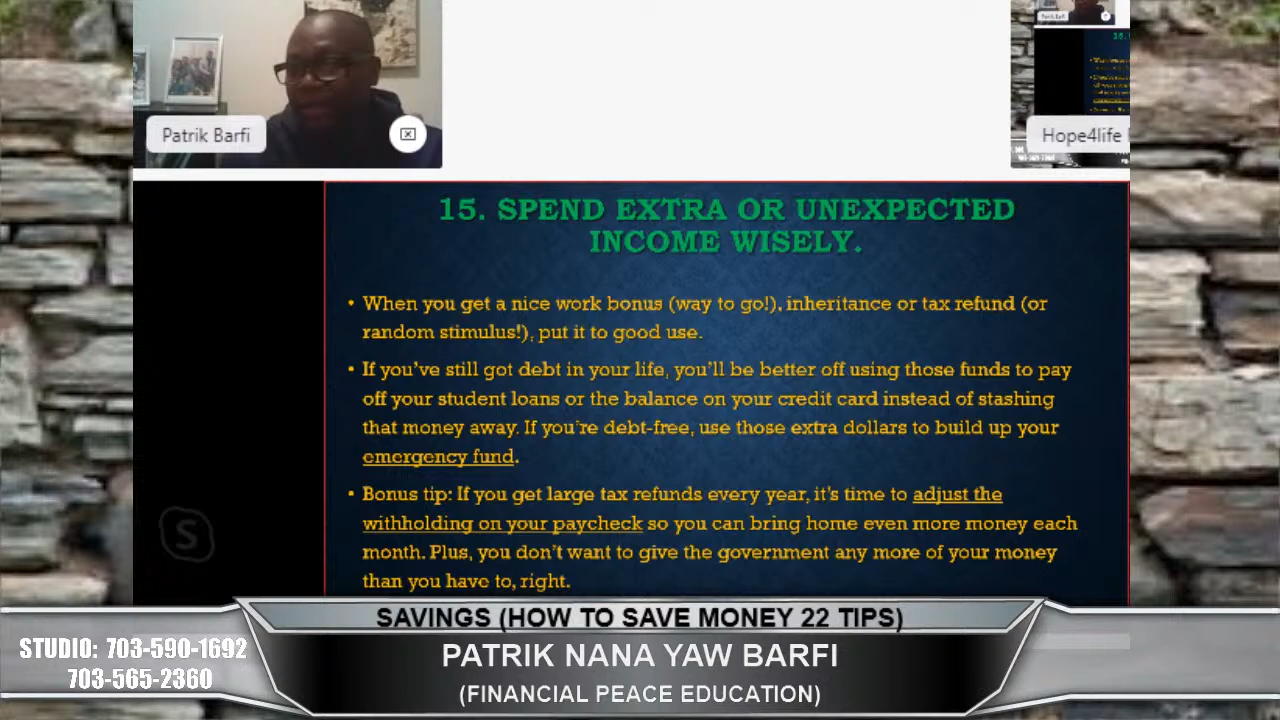 Patrik Barfi
Hope4life
15. SPEND EXTRA OR UNEXPECTED
INCOME WISELY.
• When you get a nice work bonus (way to go!), inheritance or tax refund (or
random stimulus!), put it to good use.
• If you've still got debt in your life, you'll be better off using those funds to pay
off your student loans or the balance on your credit card instead of stashing
that money away. If you're debt-free, use those extra dollars to build up your
emergency fund.
• Bonus tip: If you get large tax refunds every year, it's time to adjust the
withholding on your paycheck so you can bring home even more money each
month. Plus, you don't want to give the government any more of your money
than you have to, right.
S
SAVINGS (HOW TO SAVE MONEY 22 TIPS)
STUDIO: 703-590-1692
703-565-2360
PATRIK NANA YAW BARFI
(FINANCIAL PEACE EDUCATION)